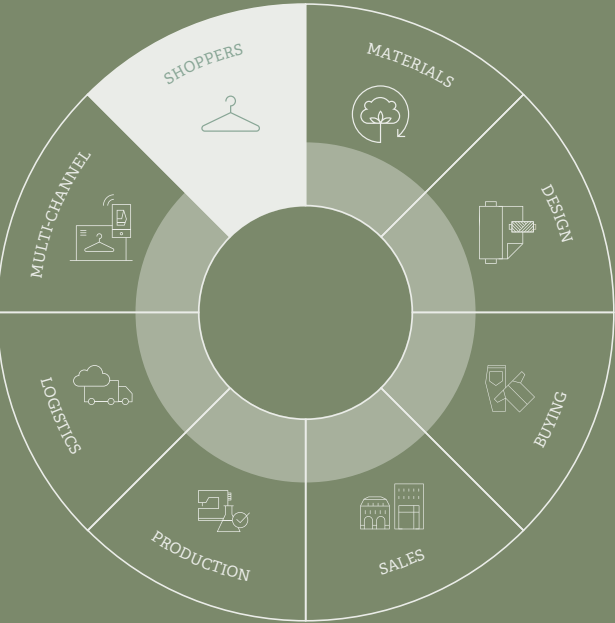 SHOPPERS
MATERIALS
DESIGN
BUYING
SALES
PRODUCTION
LOGISTICS
MULTI-CHANNEL